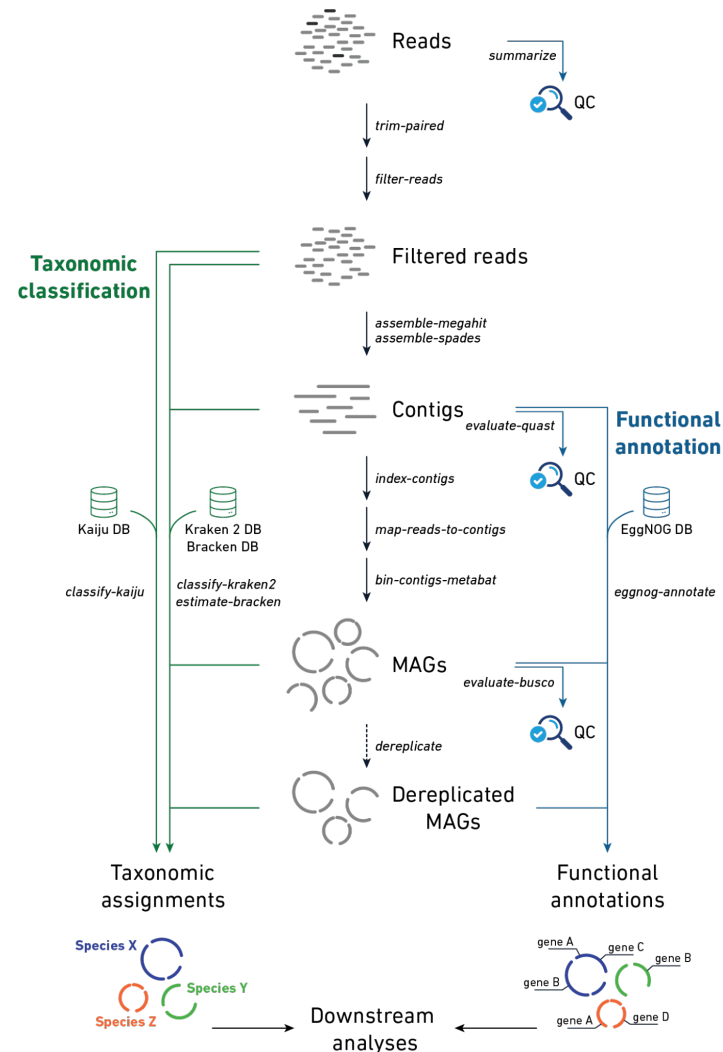 Reads
summarize
QC
trim-paired
filter-reads
Taxonomic
classification
Filtered reads
assemble-megahit
assemble-spades
Contigs
evaluate-quast
QC
Functional
annotation
index-contigs
Kaiju DB
Kraken 2 DB
Bracken DB
map-reads-to-contigs
EggNOG DB
classify-kaiju
classify-kraken2
estimate-bracken
bin-contigs-metabat
eggnog-annotate
MAGs
evaluate-busco
QC
dereplicate
Dereplicated
MAGs
Taxonomic
assignments
Functional
annotations
Species X
Species Y
Species Z
gene A
gene C
gene B
gene B
gene A
gene D
Downstream
analyses